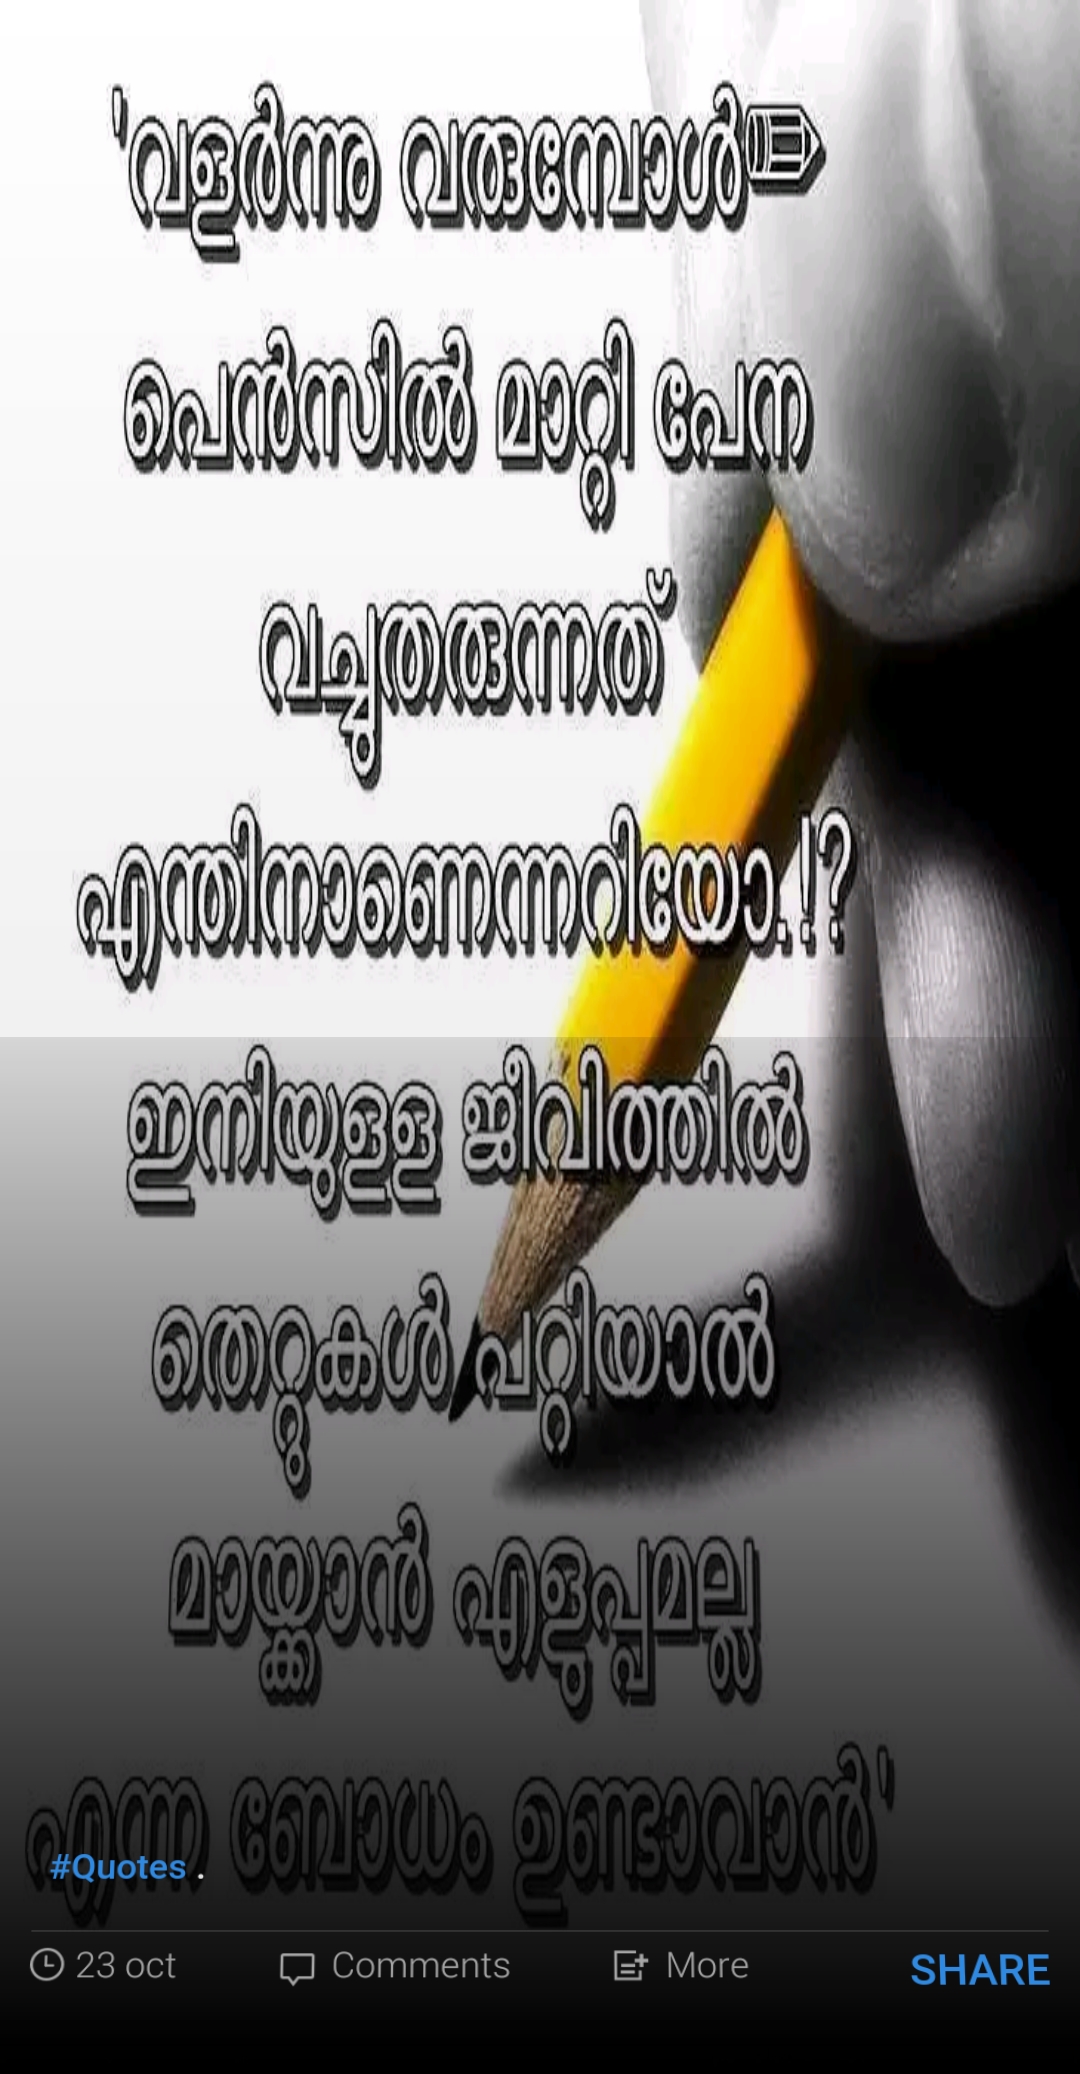 'വളർന്നു വരുമ്പോൾ✏
പെൻസിൽ മാറ്റി പേന
വച്ചുതരുന്നത്
എന്തിനാണെന്നറിയോ.!?
ഇനിയുളള ജീവിത്തിൽ
തെറ്റുകൾ പറ്റിയാൽ
മായ്ക്കാൻ എളുപ്പമല്ല
എന്ന ബോധം ഉണ്ടാവാൻ'
#Quotes .
23 oct Comments More SHARE